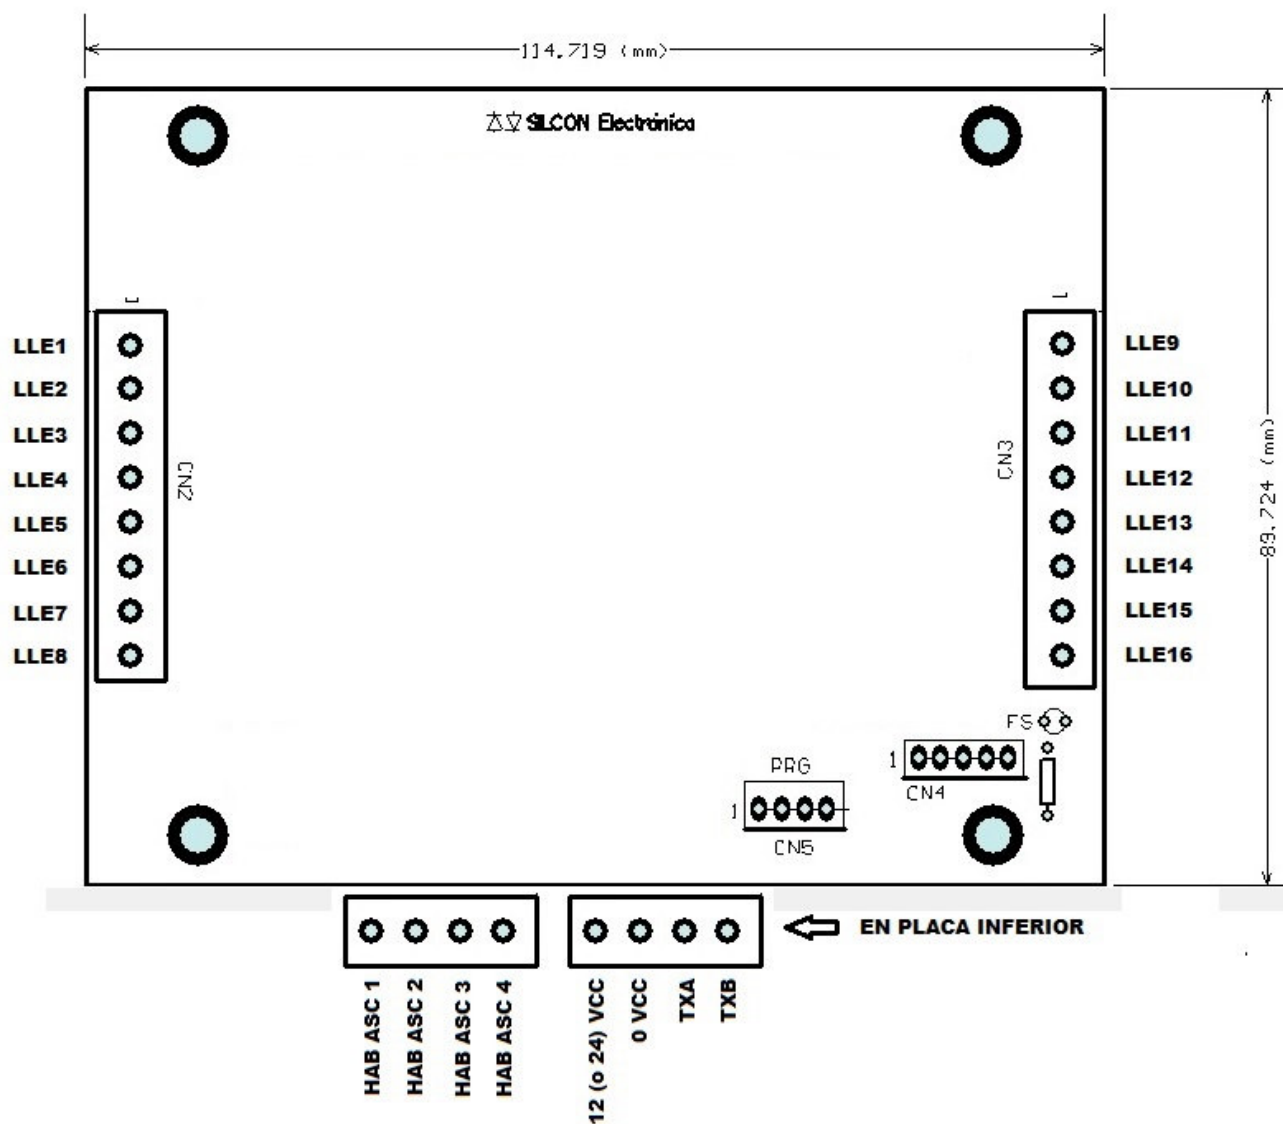 114.719 (mm)
SILCON Electrónica
LLE1
LLE2
LLE3
LLE4
LLE5
LLE6
LLE7
LLE8
CN2
CN3
LLE9
LLE10
LLE11
LLE12
LLE13
LLE14
LLE15
LLE16
89.724 (mm)
FS
1
CN4
PRG
1
CN5
EN PLACA INFERIOR
HAB ASC 1
HAB ASC 2
HAB ASC 3
HAB ASC 4
12 (o 24) VCC
0 VCC
TXA
TXB